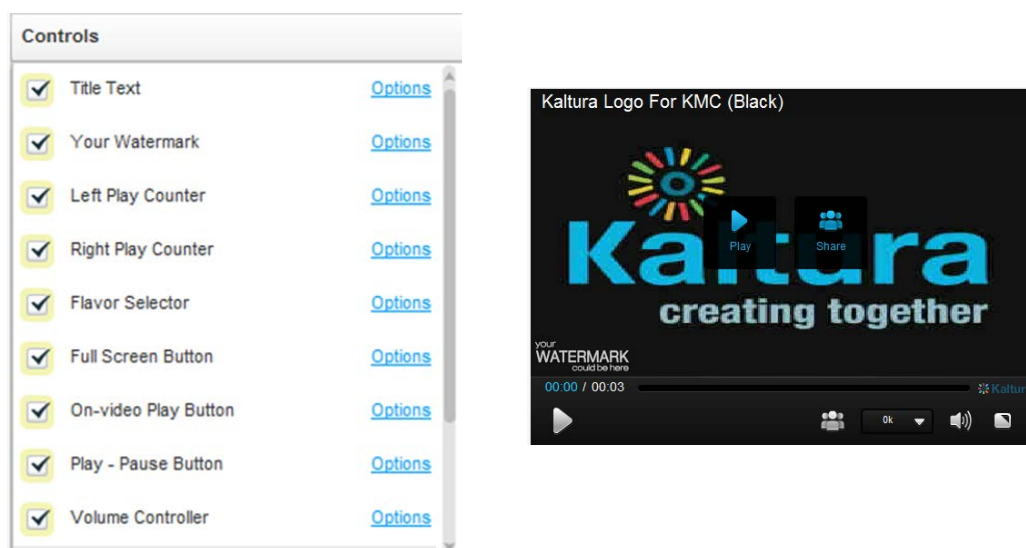 Controls
Title Text Options
Your Watermark Options
Left Play Counter Options
Right Play Counter Options
Flavor Selector Options
Full Screen Button Options
On-video Play Button Options
Play - Pause Button Options
Volume Controller Options
Kaltura Logo For KMC (Black)
Play Share
Kaltura
creating together
your
WATERMARK
could be here
00:00 / 00:03 Kaltur
0k